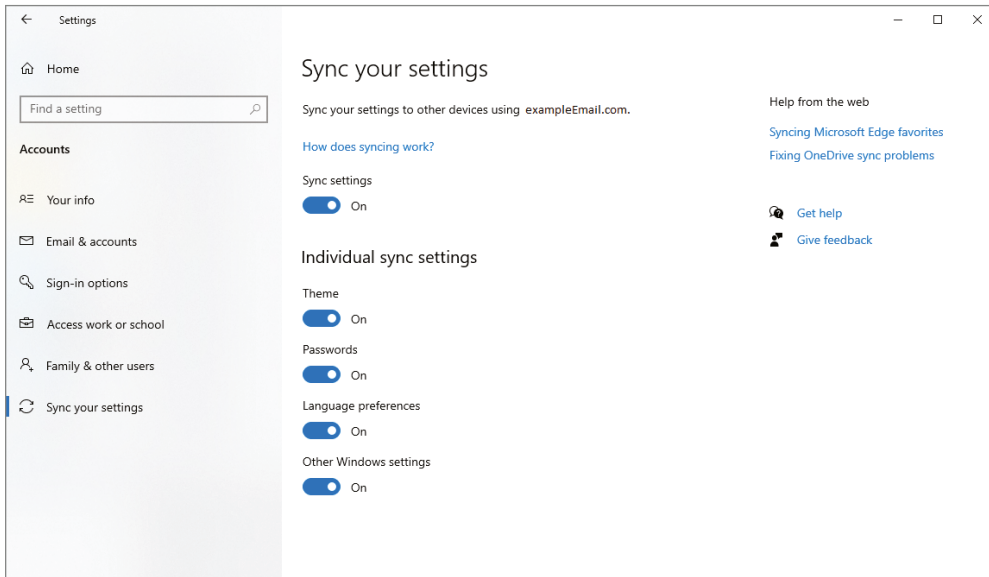 Settings
Home
Find a setting
Accounts
Your info
Email & accounts
Sign-in options
Access work or school
Family & other users
Sync your settings
Sync your settings
Sync your settings to other devices using exampleEmail.com.
How does syncing work?
Sync settings
On
Individual sync settings
Theme
On
Passwords
On
Language preferences
On
Other Windows settings
On
Help from the web
Syncing Microsoft Edge favorites
Fixing OneDrive sync problems
Get help
Give feedback